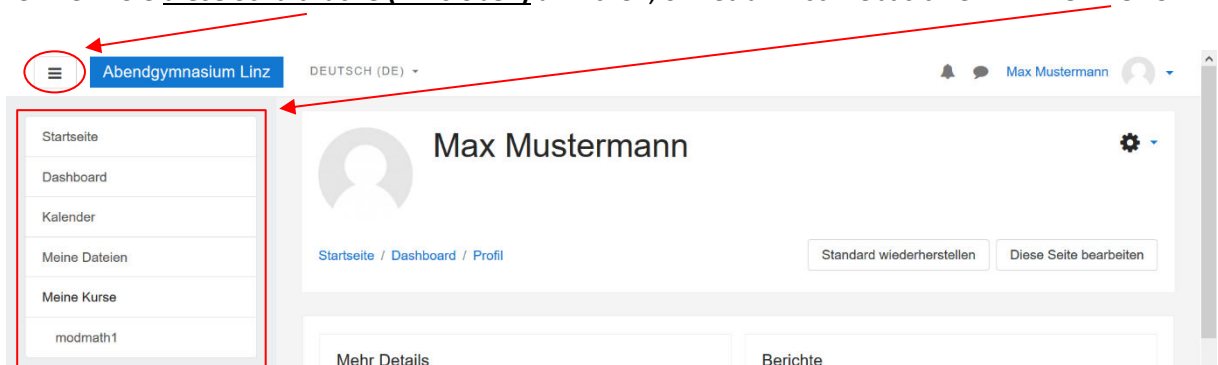 Abendgymnasium Linz
DEUTSCH (DE)
Max Mustermann
Startseite
Dashboard
Kalender
Meine Dateien
Meine Kurse
modmath1
Max Mustermann
Startseite / Dashboard / Profil
Standard wiederherstellen
Diese Seite bearbeiten
Mehr Details
Berichte